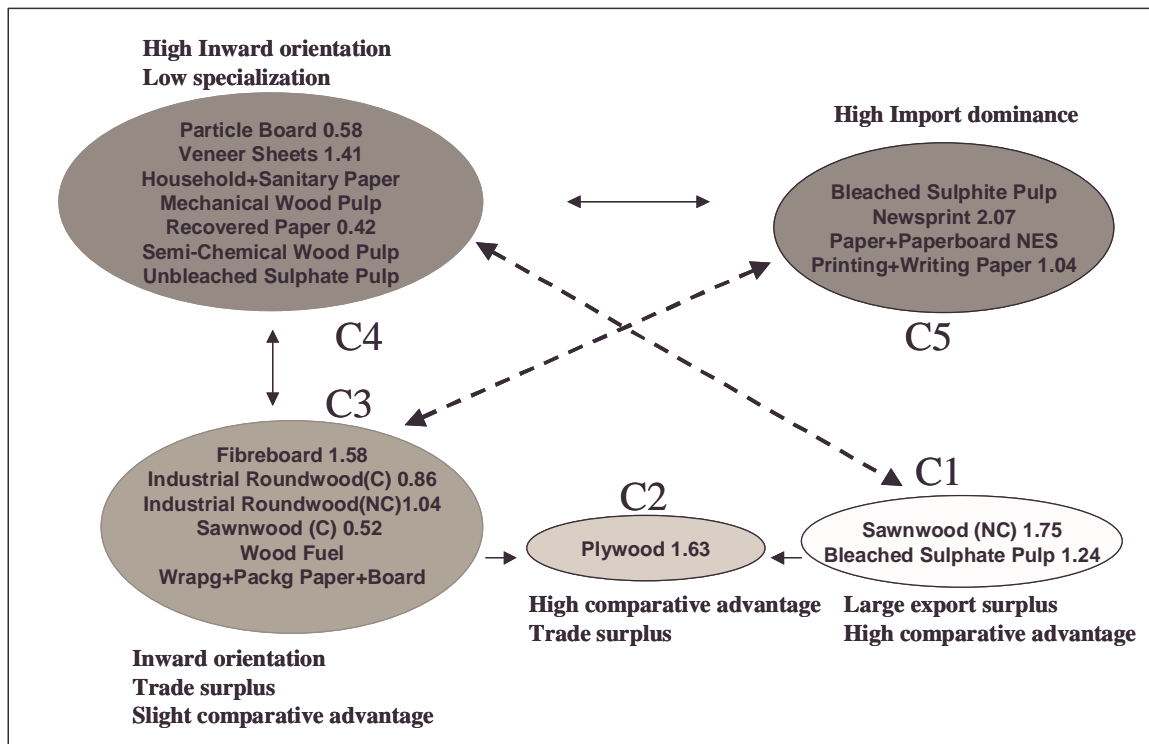 High Inward orientation
Low specialization
Particle Board 0.58
Veneer Sheets 1.41
Household+Sanitary Paper
Mechanical Wood Pulp
Recovered Paper 0.42
Semi-Chemical Wood Pulp
Unbleached Sulphate Pulp
C4
High Import dominance
Bleached Sulphite Pulp
Newsprint 2.07
Paper+Paperboard NES
Printing+Writing Paper 1.04
C5
C3
Fibreboard 1.58
Industrial Roundwood(C) 0.86
Industrial Roundwood(NC)1.04
Sawnwood (C) 0.52
Wood Fuel
Wrapg+Packg Paper+Board
Inward orientation
Trade surplus
Slight comparative advantage
C2
Plywood 1.63
High comparative advantage
Trade surplus
C1
Sawnwood (NC) 1.75
Bleached Sulphate Pulp 1.24
Large export surplus
High comparative advantage